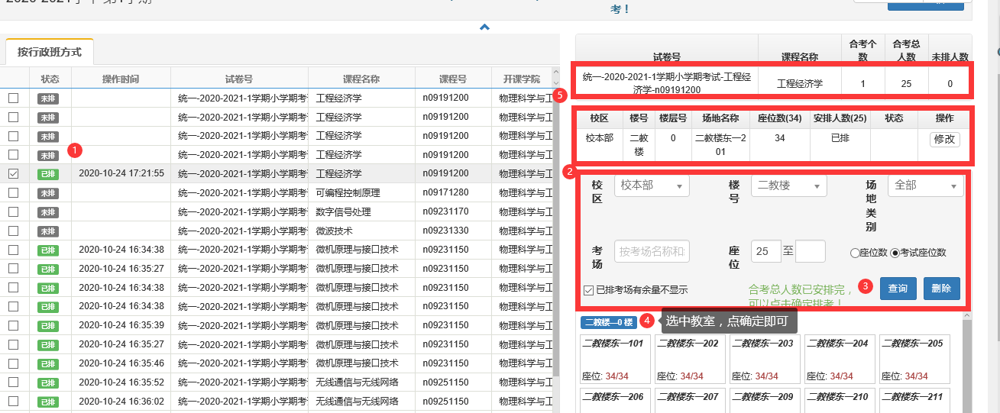 2020-2021学年第1学期
考！
按行政班方式
状态 操作时间 试卷号 课程名称 课程号 开课学院
未排 统一-2020-2021-1学期小学期考 工程经济学 n09191200 物理科学与工
未排 统一-2020-2021-1学期小学期考 工程经济学 n09191200 物理科学与工
未排 统一-2020-2021-1学期小学期考 工程经济学 n09191200 物理科学与工
1
未排 统一-2020-2021-1学期小学期考 工程经济学 n09191200 物理科学与工
已排 2020-10-24 17:21:55 统一-2020-2021-1学期小学期考 工程经济学 n09191200 物理科学与工
未排 统一-2020-2021-1学期小学期考 可编程控制原理 n09171280 物理科学与工
未排 统一-2020-2021-1学期小学期考 数字信号处理 n09231170 物理科学与工
未排 统一-2020-2021-1学期小学期考 微波技术 n09231330 物理科学与工
已排 2020-10-24 16:34:38 统一-2020-2021-1学期小学期考 微机原理与接口技术 n09231150 物理科学与工
已排 2020-10-24 16:35:27 统一-2020-2021-1学期小学期考 微机原理与接口技术 n09231150 物理科学与工
已排 2020-10-24 16:34:38 统一-2020-2021-1学期小学期考 微机原理与接口技术 n09231150 物理科学与工
已排 2020-10-24 16:34:38 统一-2020-2021-1学期小学期考 微机原理与接口技术 n09231150 物理科学与工
已排 2020-10-24 16:34:38 统一-2020-2021-1学期小学期考 微机原理与接口技术 n09231150 物理科学与工
已排 2020-10-24 16:35:27 统一-2020-2021-1学期小学期考 微机原理与接口技术 n09231150 物理科学与工
已排 2020-10-24 16:35:46 统一-2020-2021-1学期小学期考 微机原理与接口技术 n09231150 物理科学与工
已排 2020-10-24 16:35:52 统一-2020-2021-1学期小学期考 无线通信与无线网络 n09251150 物理科学与工
已排 2020-10-24 16:36:02 统一-2020-2021-1学期小学期考 无线通信与无线网络 n09251150 物理科学与工
试卷号 课程名称 合考个数 合考总人数 未排人数
5
统一-2020-2021-1学期小学期考试-工程经 工程经济学 1 25 0
济学-n09191200
校区 楼号 楼层号 场地名称 座位数(34) 安排人数(25) 状态 操作
校本部 二教楼 0 二教楼东一201 34 已排 修改
2
校区 校本部 楼号 二教楼 场地类别 全部
考场 按考场名称和 座位 25 至 座位数 考试座位数
已排考场有余量不显示 合考总人数已安排完，
可以点击确定排考！ 3 查询 删除
二教楼—0 楼 4 选中教室，点确定即可
二教楼东一101 二教楼东一202 二教楼东一203 二教楼东一204 二教楼东一205
座位: 34/34 座位: 34/34 座位: 34/34 座位: 34/34 座位: 34/34
二教楼东一206 二教楼东一207 二教楼东一209 二教楼东一210 二教楼东一211